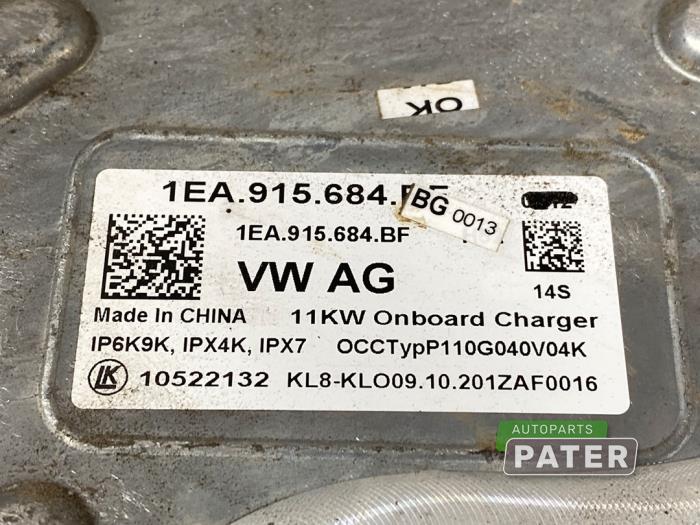 OK
1EA.915.684.
BG 0013
1EA.915.684.BF
VW AG
14S
Made In CHINA 11KW Onboard Charger
IP6K9K, IPX4K, IPX7 OCCTypP110G040V04K
LK 10522132 KL8-KLO09.10.201ZAF0016
AUTOPARTS
PATER